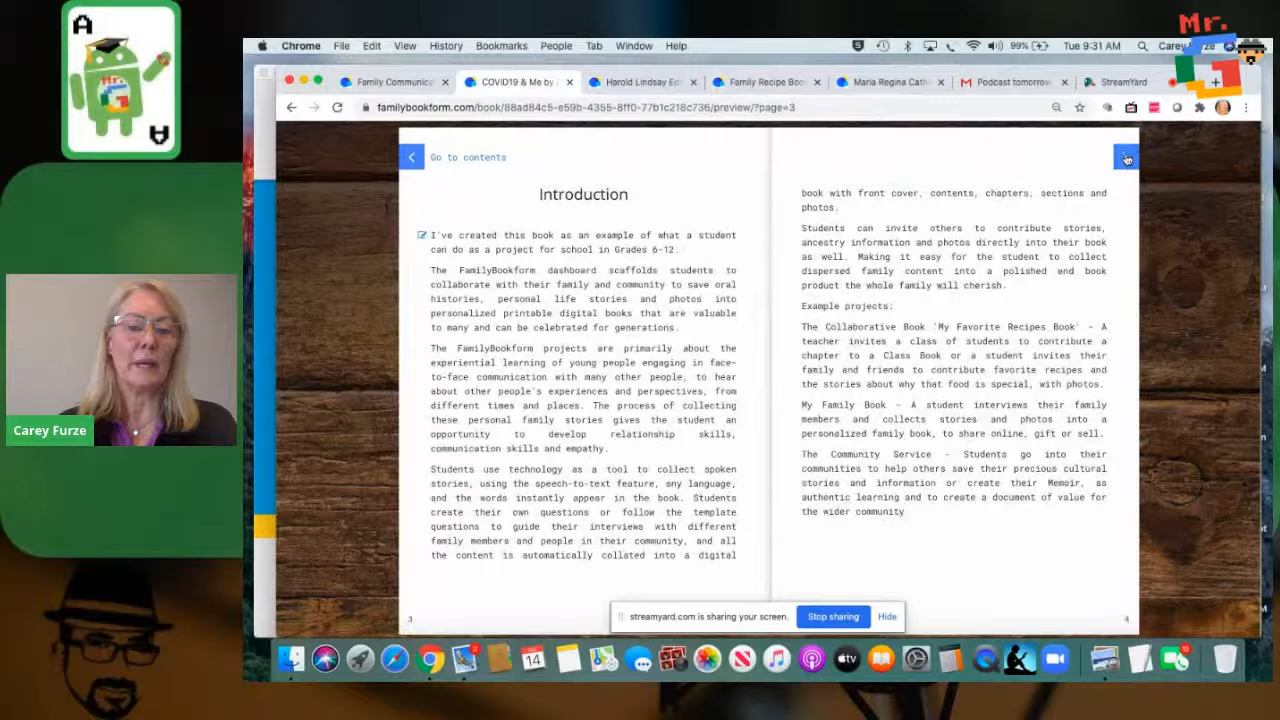 A
A
Mr.
Carey Furze
Chrome File Edit View History Bookmarks People Tab Window Help
99% Tue 9:31 AM Carey Furze
Family Communic
COVID19 & Me by
Harold Lindsay Ed
Family Recipe Boo
Maria Regina Cath
Podcast tomorrow
StreamYard
familybookform.com/book/88ad84c5-e59b-4355-8ff0-77b1c218c736/preview/?page=3
Go to contents
Introduction
I've created this book as an example of what a student
can do as a project for school in Grades 6-12.
The FamilyBookform dashboard scaffolds students to
collaborate with their family and community to save oral
histories, personal life stories and photos into
personalized printable digital books that are valuable
to many and can be celebrated for generations.
The FamilyBookform projects are primarily about the
experiential learning of young people engaging in face-
to-face communication with many other people, to hear
about other people's experiences and perspectives, from
different times and places. The process of collecting
these personal family stories gives the student an
opportunity to develop relationship skills,
communication skills and empathy.
Students use technology as a tool to collect spoken
stories, using the speech-to-text feature, any language,
and the words instantly appear in the book. Students
create their own questions or follow the template
questions to guide their interviews with different
family members and people in their community, and all
the content is automatically collated into a digital
3
book with front cover, contents, chapters, sections and
photos.
Students can invite others to contribute stories,
ancestry information and photos directly into their book
as well. Making it easy for the student to collect
dispersed family content into a polished end book
product the whole family will cherish.
Example projects:
The Collaborative Book 'My Favorite Recipes Book' - A
teacher invites a class of students to contribute a
chapter to a Class Book or a student invites their
family and friends to contribute favorite recipes and
the stories about why that food is special, with photos.
My Family Book - A student interviews their family
members and collects stories and photos into a
personalized family book, to share online, gift or sell.
The Community Service - Students go into their
communities to help others save their precious cultural
stories and information or create their Memoir, as
authentic learning and to create a document of value for
the wider community
4
streamyard.com is sharing your screen.
Stop sharing
Hide
14
tv